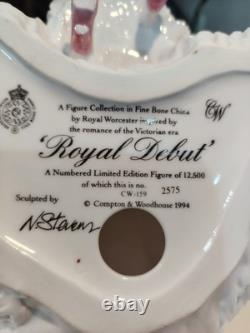 A Figure Collection in Fine Bone China
by Royal Worcester inspired by
the romance of the Victorian era
'Royal Debut'
A Numbered Limited Edition Figure of 12,500
of which this is no. 2575
CW-159
Sculpted by © Compton & Woodhouse 1994
N Stevens
CW
ebay